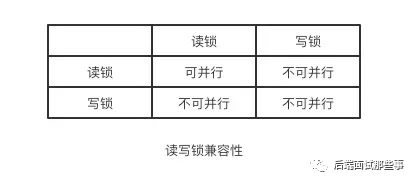 读锁 写锁
读锁 可并行 不可并行
写锁 不可并行 不可并行
读写锁兼容性
后端面试那些事